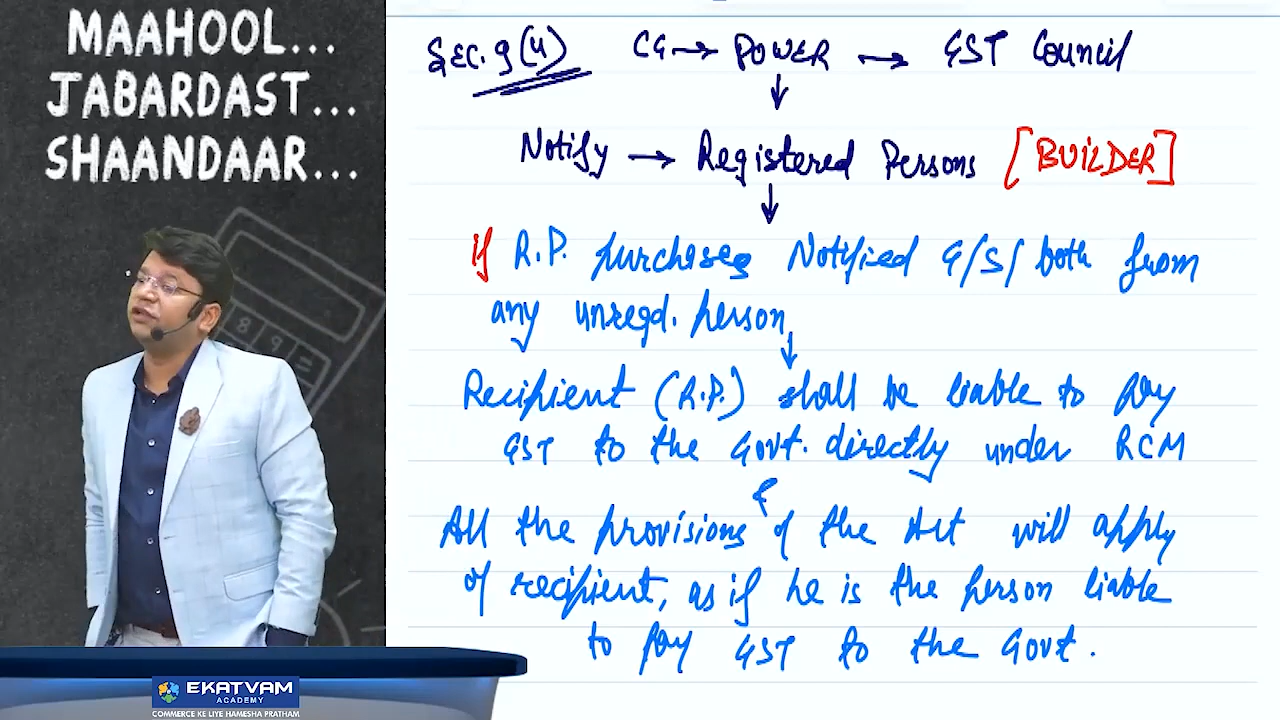 MAAHOOL...
JABARDAST...
SHAANDAAR...
SEC. 9(4) CG → POWER → GST Council
Notify → Registered Persons [BUILDER]
if R.P. purchases Notified G/S/both from
any unregd. person
Recipient (R.P.) shall be liable to pay
GST to the Govt. directly under RCM
&
All the provisions of the Act will apply
of recipient, as if he is the person liable
to pay GST to the Govt.
EKATVAM
ACADEMY
COMMERCE KE LIYE HAMESHA PRATHAM